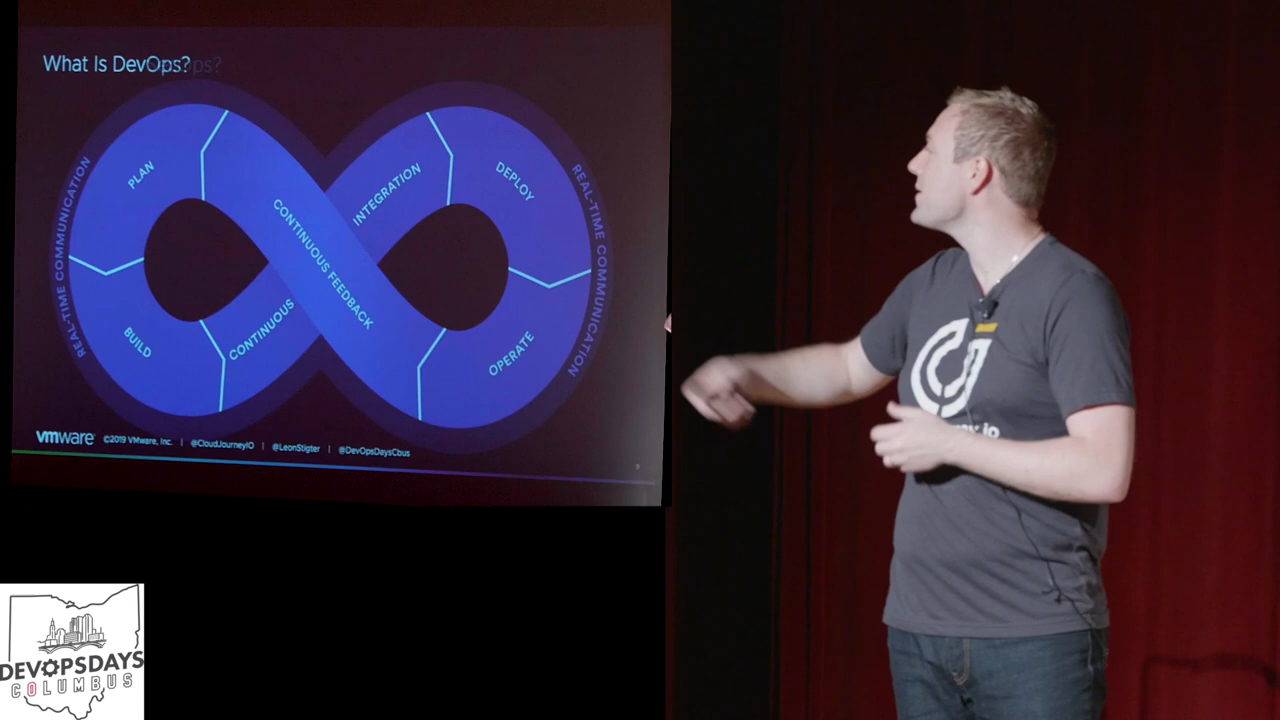 What Is DevOps?
PLAN
BUILD
CONTINUOUS
INTEGRATION
DEPLOY
OPERATE
CONTINUOUS FEEDBACK
REAL-TIME COMMUNICATION
REAL-TIME COMMUNICATION
vmware ©2019 VMware, Inc. | @CloudJourneyIO | @LeonStigter | @DevOpsDaysCbus
DEVOPSDAYS
COLUMBUS